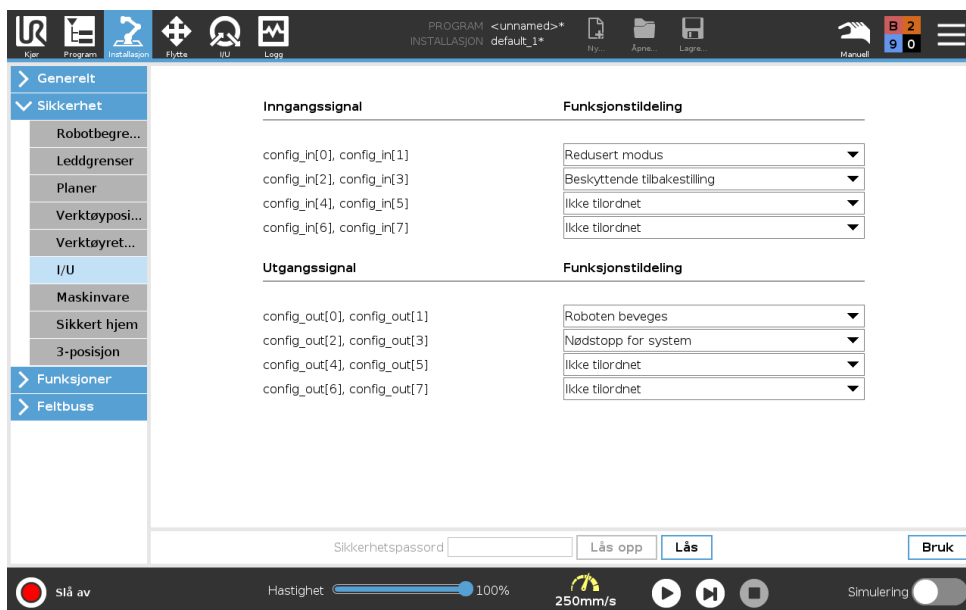 PROGRAM <unnamed>*
INSTALLASJON default_1*
Kjør Program Installasjon Flytte I/U Logg Ny... Åpne... Lagre... Manuell
B 2
9 0
Generelt
Sikkerhet
Robotbegre...
Leddgrenser
Planer
Verktøyposi...
Verktøyret...
I/U
Maskinvare
Sikkert hjem
3-posisjon
Funksjoner
Feltbuss
Inngangssignal Funksjonstildeling
config_in[0], config_in[1] Redusert modus
config_in[2], config_in[3] Beskyttende tilbakestilling
config_in[4], config_in[5] Ikke tilordnet
config_in[6], config_in[7] Ikke tilordnet
Utgangssignal Funksjonstildeling
config_out[0], config_out[1] Roboten beveges
config_out[2], config_out[3] Nødstopp for system
config_out[4], config_out[5] Ikke tilordnet
config_out[6], config_out[7] Ikke tilordnet
Sikkerhetspassord Lås opp Lås Bruk
Slå av Hastighet 100% 250mm/s Simulering